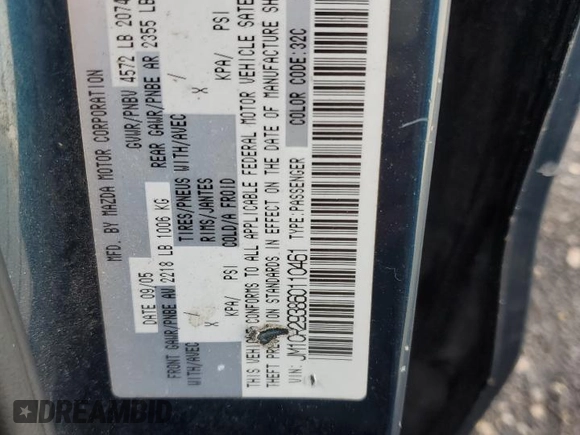 MFD. BY MAZDA MOTOR CORPORATION
DATE 09/05 GVWR/PNBV 4572 LB 2074
FRONT GAWR/PNBE AV 2218 LB 1006 KG REAR GAWR/PNBE AR 2355 LB
WITH/AVEC TIRES/PNEUS WITH/AVEC
X RIMS/JANTES X X
KPA/ PSI COLD/A FROID KPA/ PSI KPA/ PSI
THIS VEHICLE CONFORMS TO ALL APPLICABLE FEDERAL MOTOR VEHICLE SAFE
THEFT PREVENTION STANDARDS IN EFFECT ON THE DATE OF MANUFACTURE SH
VIN: JM1CR293860110461 TYPE:PASSENGER COLOR CODE:32C
DREAMBID